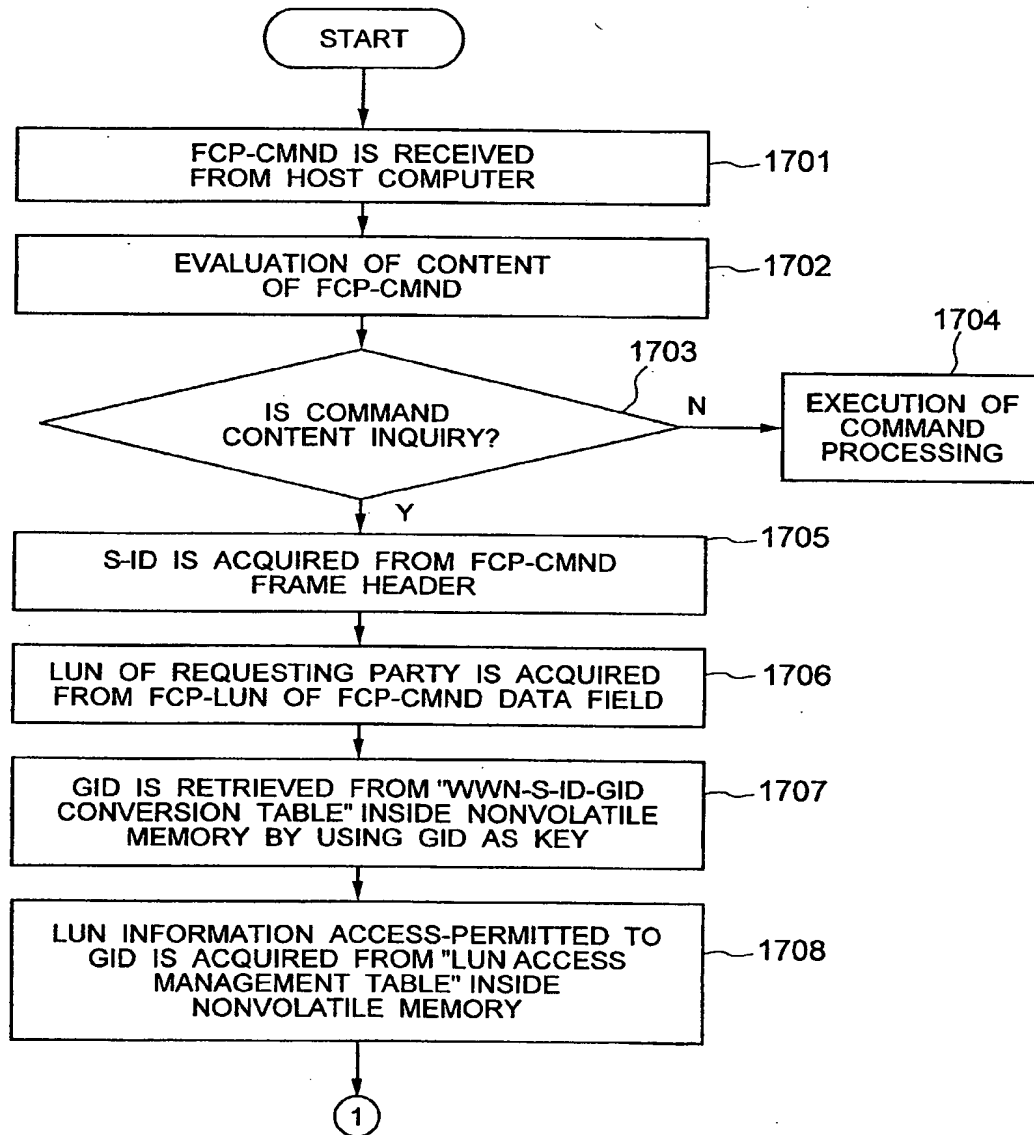 START
FCP-CMND IS RECEIVED
FROM HOST COMPUTER
1701
EVALUATION OF CONTENT
OF FCP-CMND
1702
IS COMMAND
CONTENT INQUIRY?
1703
N
1704
EXECUTION OF
COMMAND
PROCESSING
Y
S-ID IS ACQUIRED FROM FCP-CMND
FRAME HEADER
1705
LUN OF REQUESTING PARTY IS ACQUIRED
FROM FCP-LUN OF FCP-CMND DATA FIELD
1706
GID IS RETRIEVED FROM "WWN-S-ID-GID
CONVERSION TABLE" INSIDE NONVOLATILE
MEMORY BY USING GID AS KEY
1707
LUN INFORMATION ACCESS-PERMITTED TO
GID IS ACQUIRED FROM "LUN ACCESS
MANAGEMENT TABLE" INSIDE
NONVOLATILE MEMORY
1708
1